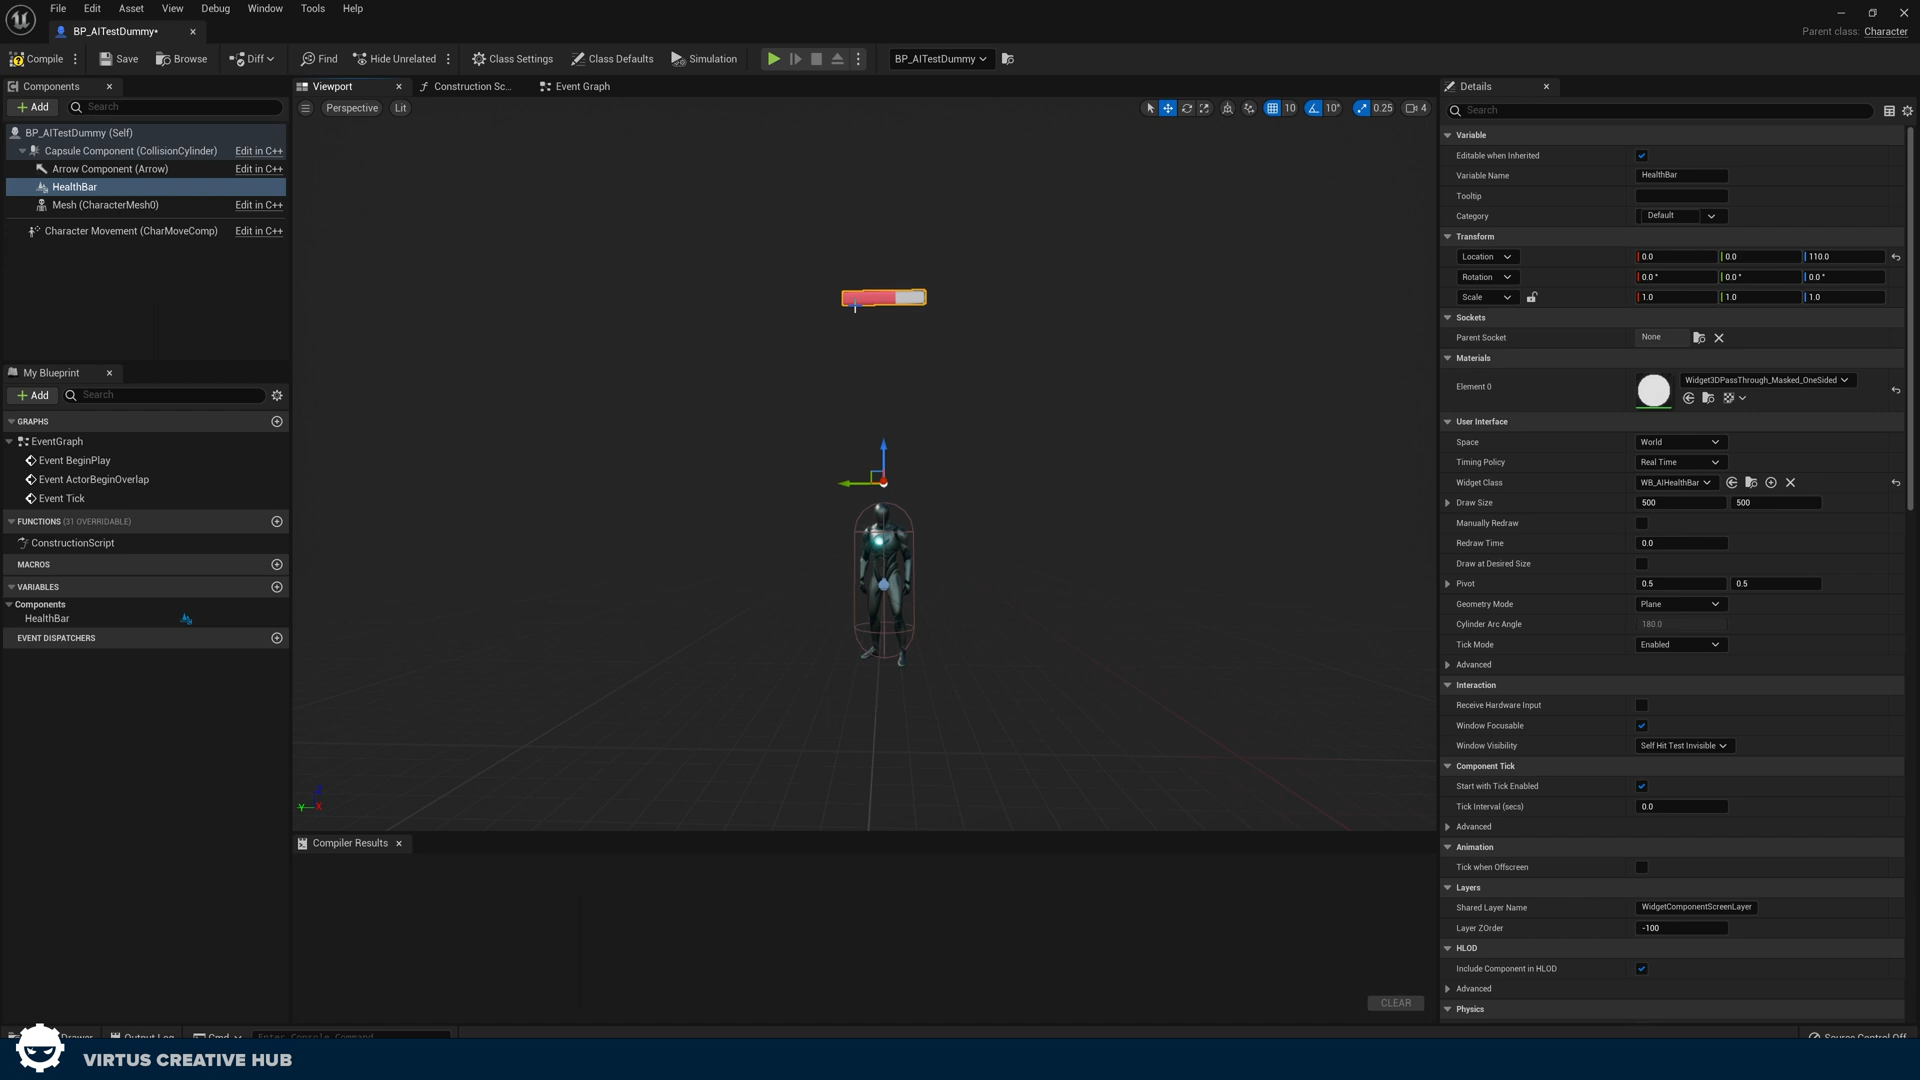 File Edit Asset View Debug Window Tools Help
BP_AITestDummy*
Parent class: Character
Compile Save Browse Diff Find Hide Unrelated Class Settings Class Defaults Simulation BP_AITestDummy
Components
Add Search
BP_AITestDummy (Self)
Capsule Component (CollisionCylinder) Edit in C++
Arrow Component (Arrow) Edit in C++
HealthBar
Mesh (CharacterMesh0) Edit in C++
Character Movement (CharMoveComp) Edit in C++
My Blueprint
Add Search
GRAPHS
EventGraph
Event BeginPlay
Event ActorBeginOverlap
Event Tick
FUNCTIONS (31 OVERRIDABLE)
ConstructionScript
MACROS
VARIABLES
Components
HealthBar
EVENT DISPATCHERS
Viewport Construction Sc... Event Graph
Perspective Lit 10 10° 0.25 4
Y X
Compiler Results
CLEAR
Details
Search
Variable
Editable when Inherited
Variable Name HealthBar
Tooltip
Category Default
Transform
Location 0.0 0.0 110.0
Rotation 0.0° 0.0° 0.0°
Scale 1.0 1.0 1.0
Sockets
Parent Socket None
Materials
Element 0 Widget3DPassThrough_Masked_OneSided
User Interface
Space World
Timing Policy Real Time
Widget Class WB_AIHealthBar
Draw Size 500 500
Manually Redraw
Redraw Time 0.0
Draw at Desired Size
Pivot 0.5 0.5
Geometry Mode Plane
Cylinder Arc Angle 180.0
Tick Mode Enabled
Advanced
Interaction
Receive Hardware Input
Window Focusable
Window Visibility Self Hit Test Invisible
Component Tick
Start with Tick Enabled
Tick Interval (secs) 0.0
Advanced
Animation
Tick when Offscreen
Layers
Shared Layer Name WidgetComponentScreenLayer
Layer ZOrder -100
HLOD
Include Component in HLOD
Advanced
Physics
Drawer Output Log Cmd Enter Console Command
Source Control Off
VIRTUS CREATIVE HUB